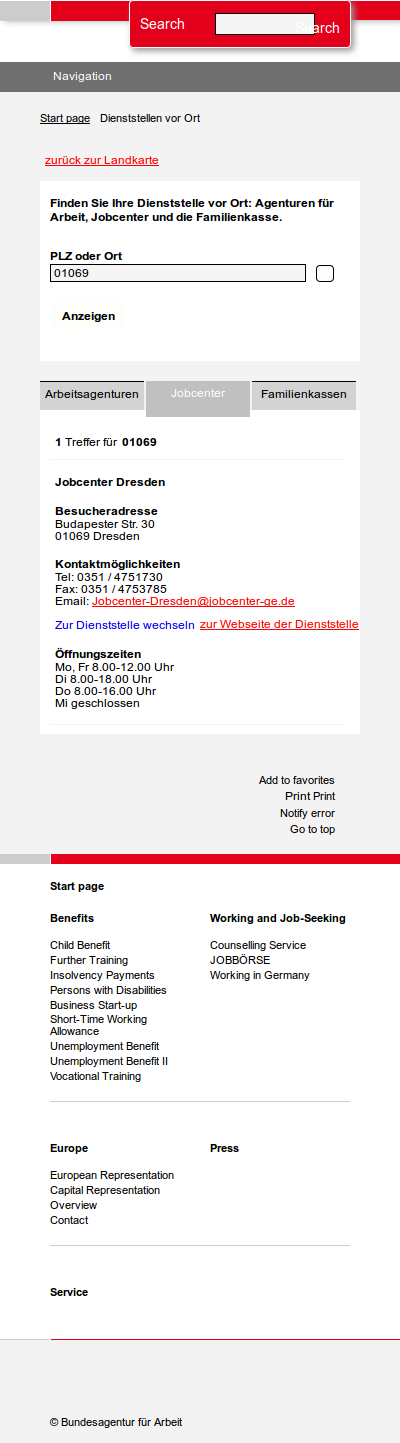 Search
Search
Navigation
Start page Dienststellen vor Ort
zurück zur Landkarte
Finden Sie Ihre Dienststelle vor Ort: Agenturen für
Arbeit, Jobcenter und die Familienkasse.
PLZ oder Ort
01069
Anzeigen
Arbeitsagenturen Jobcenter Familienkassen
1 Treffer für 01069
Jobcenter Dresden
Besucheradresse
Budapester Str. 30
01069 Dresden
Kontaktmöglichkeiten
Tel: 0351 / 4751730
Fax: 0351 / 4753785
Email: Jobcenter-Dresden@jobcenter-ge.de
Zur Dienststelle wechseln zur Webseite der Dienststelle
Öffnungszeiten
Mo, Fr 8.00-12.00 Uhr
Di 8.00-18.00 Uhr
Do 8.00-16.00 Uhr
Mi geschlossen
Add to favorites
Print Print
Notify error
Go to top
Start page
Benefits
Child Benefit
Further Training
Insolvency Payments
Persons with Disabilities
Business Start-up
Short-Time Working
Allowance
Unemployment Benefit
Unemployment Benefit II
Vocational Training
Working and Job-Seeking
Counselling Service
JOBBÖRSE
Working in Germany
Europe
European Representation
Capital Representation
Overview
Contact
Press
Service
© Bundesagentur für Arbeit